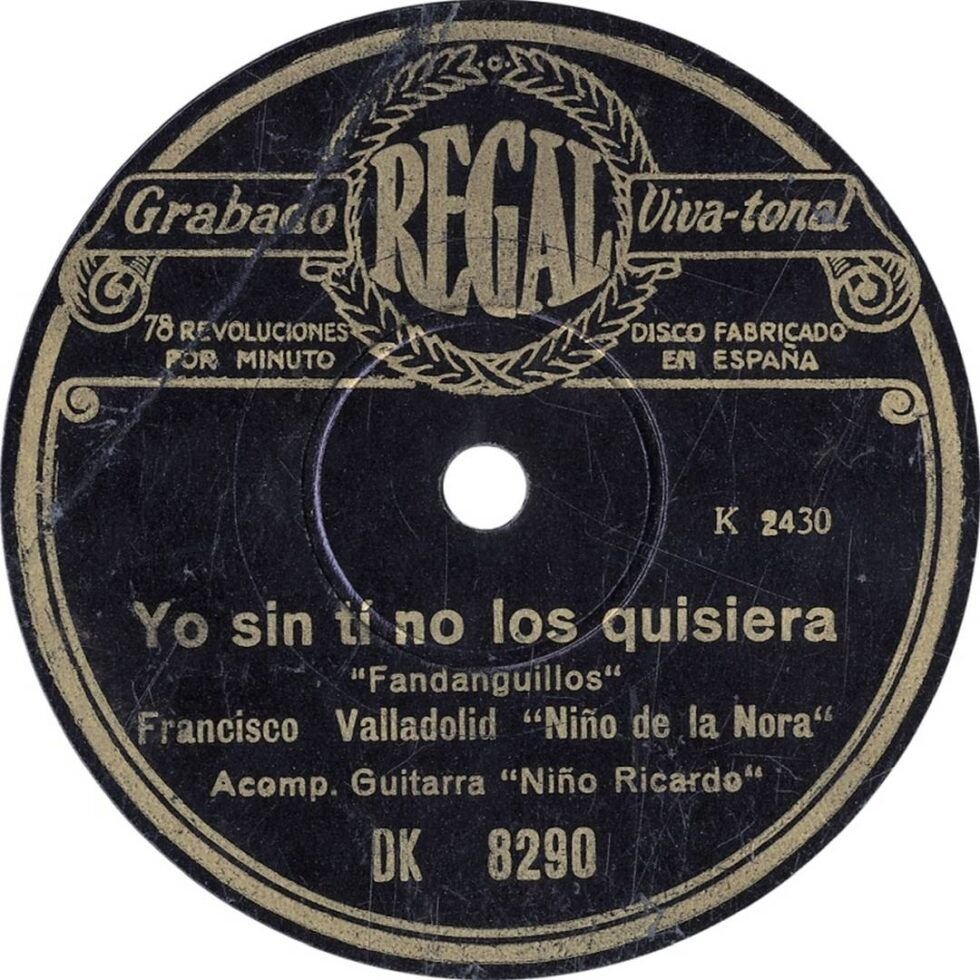 REGAL
Grabado Viva-tonal
78 REVOLUCIONES DISCO FABRICADO
POR MINUTO EN ESPAÑA
K 2430
Yo sin tí no los quisiera
"Fandanguillos"
Francisco Valladolid "Niño de la Nora"
Acomp. Guitarra "Niño Ricardo"
DK 8290